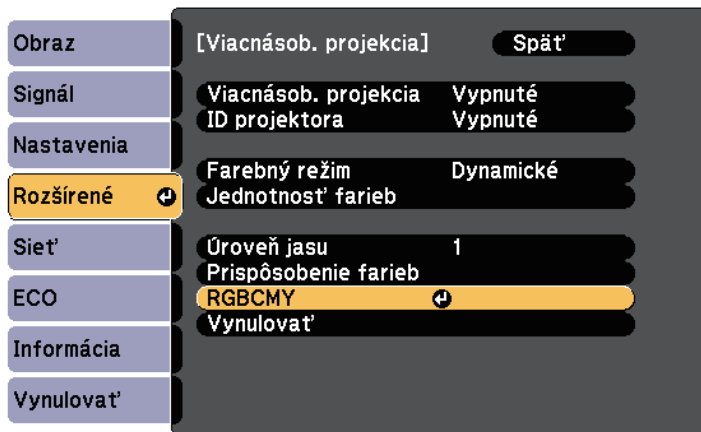 Obraz
Signál
Nastavenia
Rozšírené
Sieť
ECO
Informácia
Vynulovať
[Viacnásob. projekcia] Späť
Viacnásob. projekcia Vypnuté
ID projektora Vypnuté
Farebný režim Dynamické
Jednotnosť farieb
Úroveň jasu 1
Prispôsobenie farieb
RGBCMY
Vynulovať